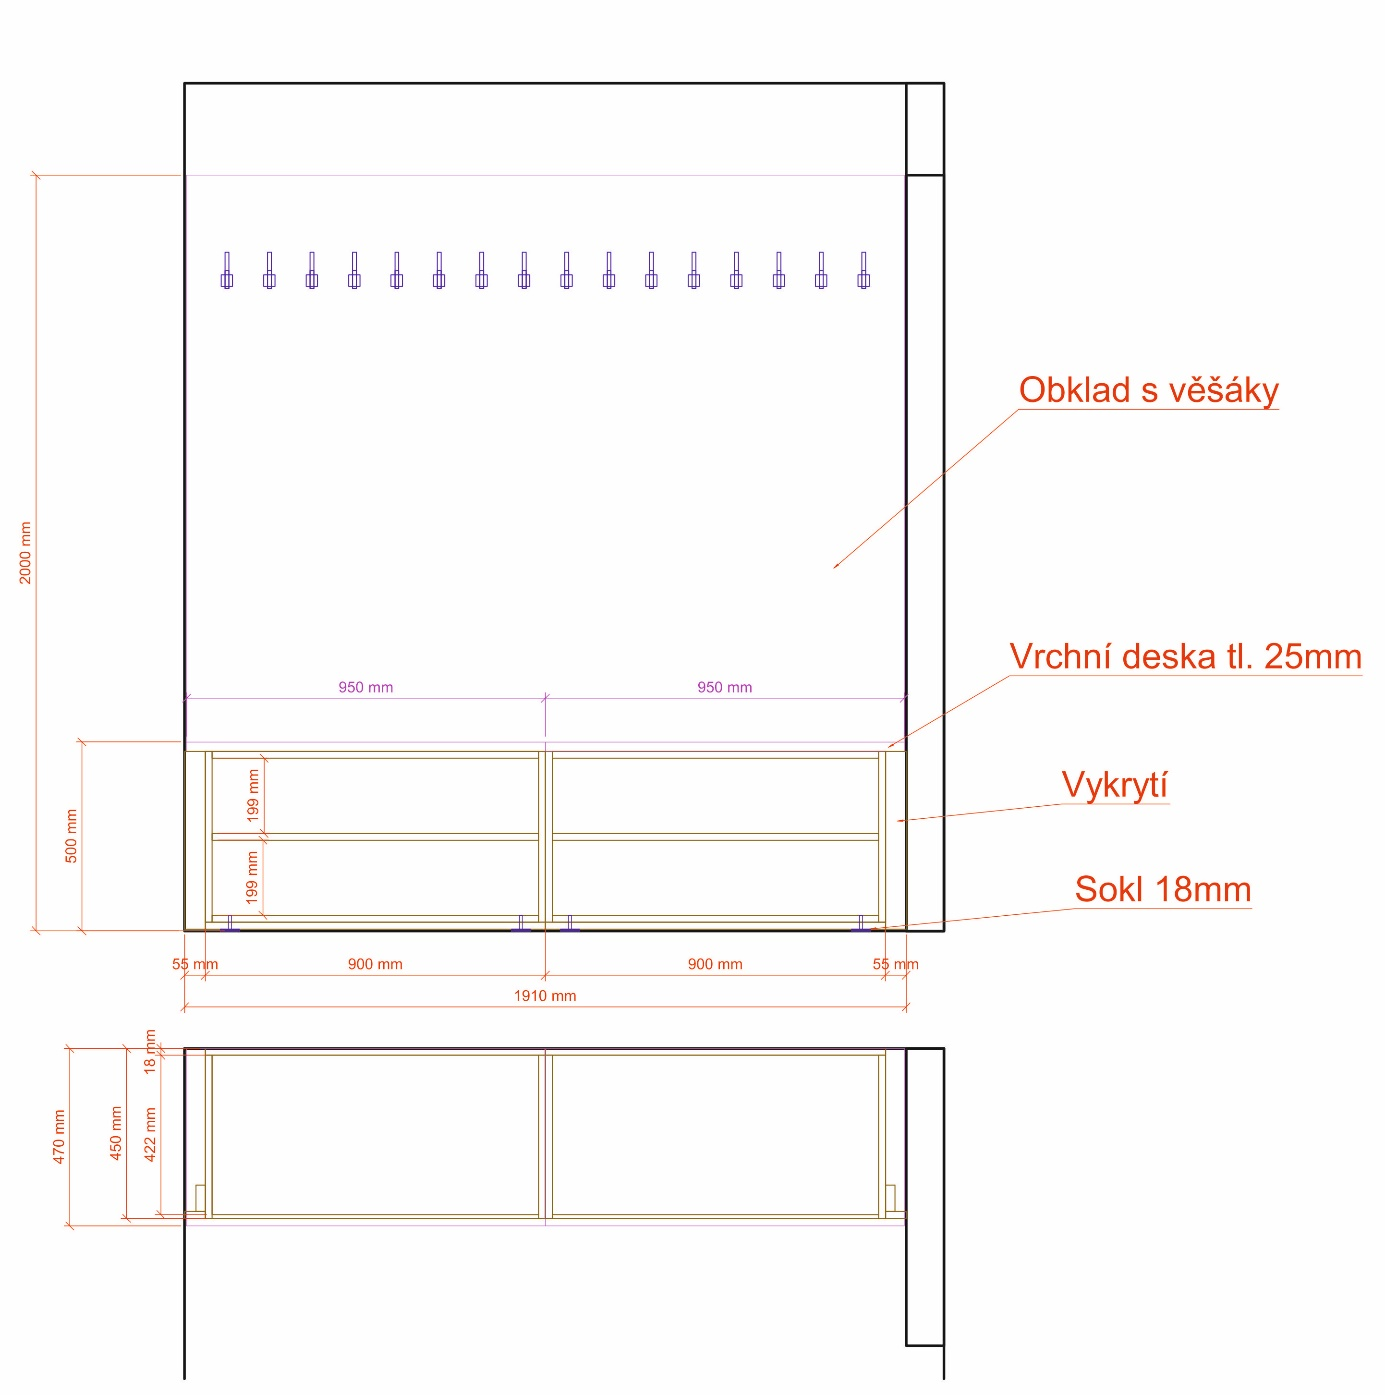 Obklad s věšáky
2000 mm
Vrchní deska tl. 25mm
950 mm
950 mm
Vykrytí
199 mm
500 mm
199 mm
Sokl 18mm
55 mm
900 mm
900 mm
55 mm
1910 mm
18 mm
470 mm
450 mm
422 mm